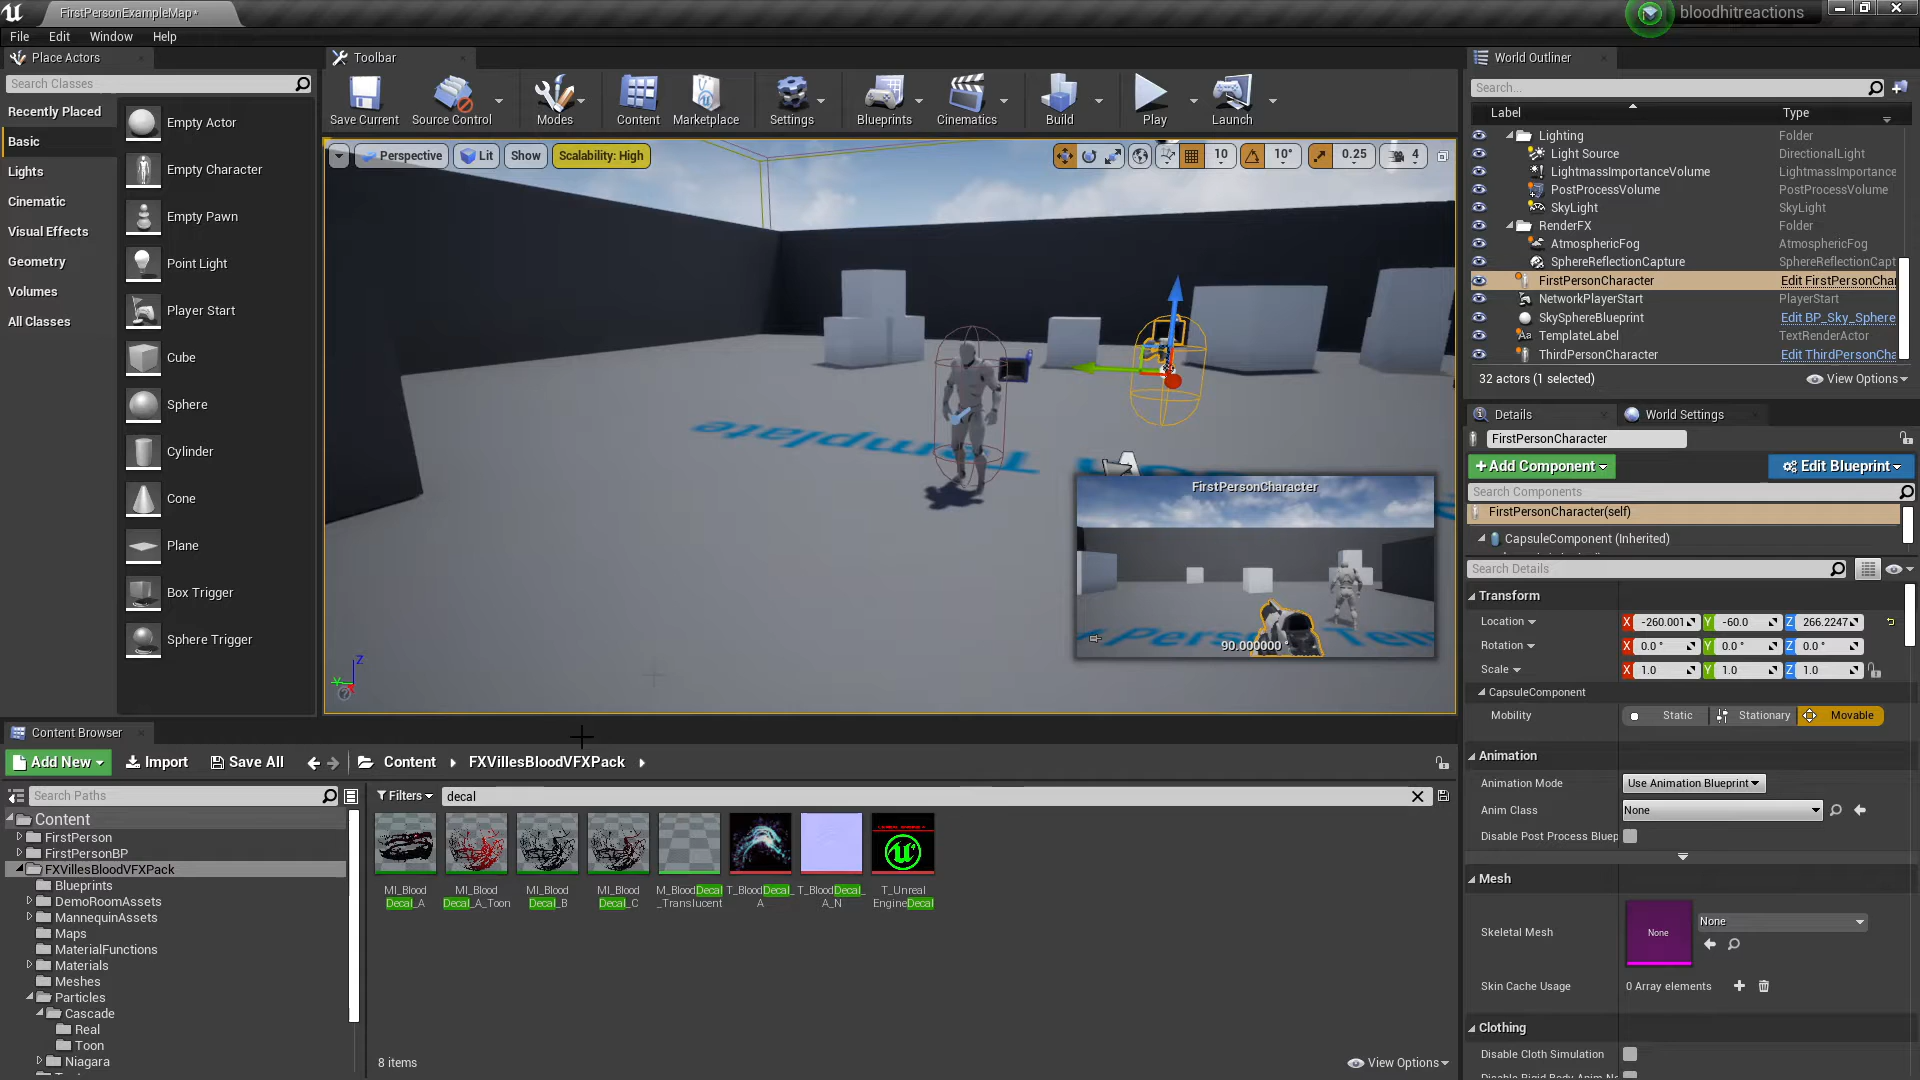 FirstPersonExampleMap*
bloodhitreactions
File Edit Window Help
Place Actors
Search Classes
Recently Placed
Basic
Lights
Cinematic
Visual Effects
Geometry
Volumes
All Classes
Empty Actor
Empty Character
Empty Pawn
Point Light
Player Start
Cube
Sphere
Cylinder
Cone
Plane
Box Trigger
Sphere Trigger
Toolbar
Save Current Source Control Modes Content Marketplace Settings Blueprints Cinematics Build Play Launch
Perspective Lit Show Scalability: High 10 10° 0.25 4
Template
FirstPersonCharacter
90.000000 °
Z
World Outliner
Search...
Label Type
Lighting Folder
Light Source DirectionalLight
LightmassImportanceVolume LightmassImportance
PostProcessVolume PostProcessVolume
SkyLight SkyLight
RenderFX Folder
AtmosphericFog AtmosphericFog
SphereReflectionCapture SphereReflectionCapt
FirstPersonCharacter Edit FirstPersonCha
NetworkPlayerStart PlayerStart
SkySphereBlueprint Edit BP_Sky_Sphere
TemplateLabel TextRenderActor
ThirdPersonCharacter Edit ThirdPersonCha
32 actors (1 selected) View Options
Details World Settings
FirstPersonCharacter
+Add Component Edit Blueprint
Search Components
FirstPersonCharacter(self)
CapsuleComponent (Inherited)
Search Details
Transform
Location X -260.001 Y -60.0 Z 266.2247
Rotation X 0.0 ° Y 0.0 ° Z 0.0 °
Scale X 1.0 Y 1.0 Z 1.0
CapsuleComponent
Mobility Static Stationary Movable
Animation
Animation Mode Use Animation Blueprint
Anim Class None
Disable Post Process Bluep
Mesh
Skeletal Mesh None None
Skin Cache Usage 0 Array elements
Clothing
Disable Cloth Simulation
Content Browser
Add New Import Save All Content FXVillesBloodVFXPack
Search Paths
Filters decal
Content
FirstPerson
FirstPersonBP
FXVillesBloodVFXPack
Blueprints
DemoRoomAssets
MannequinAssets
Maps
MaterialFunctions
Materials
Meshes
Particles
Cascade
Real
Toon
Niagara
MI_Blood MI_Blood MI_Blood MI_Blood M_BloodDecal T_BloodDecal_ T_BloodDecal_ T_Unreal
Decal_A Decal_A_Toon Decal_B Decal_C _Translucent A A_N EngineDecal
8 items View Options